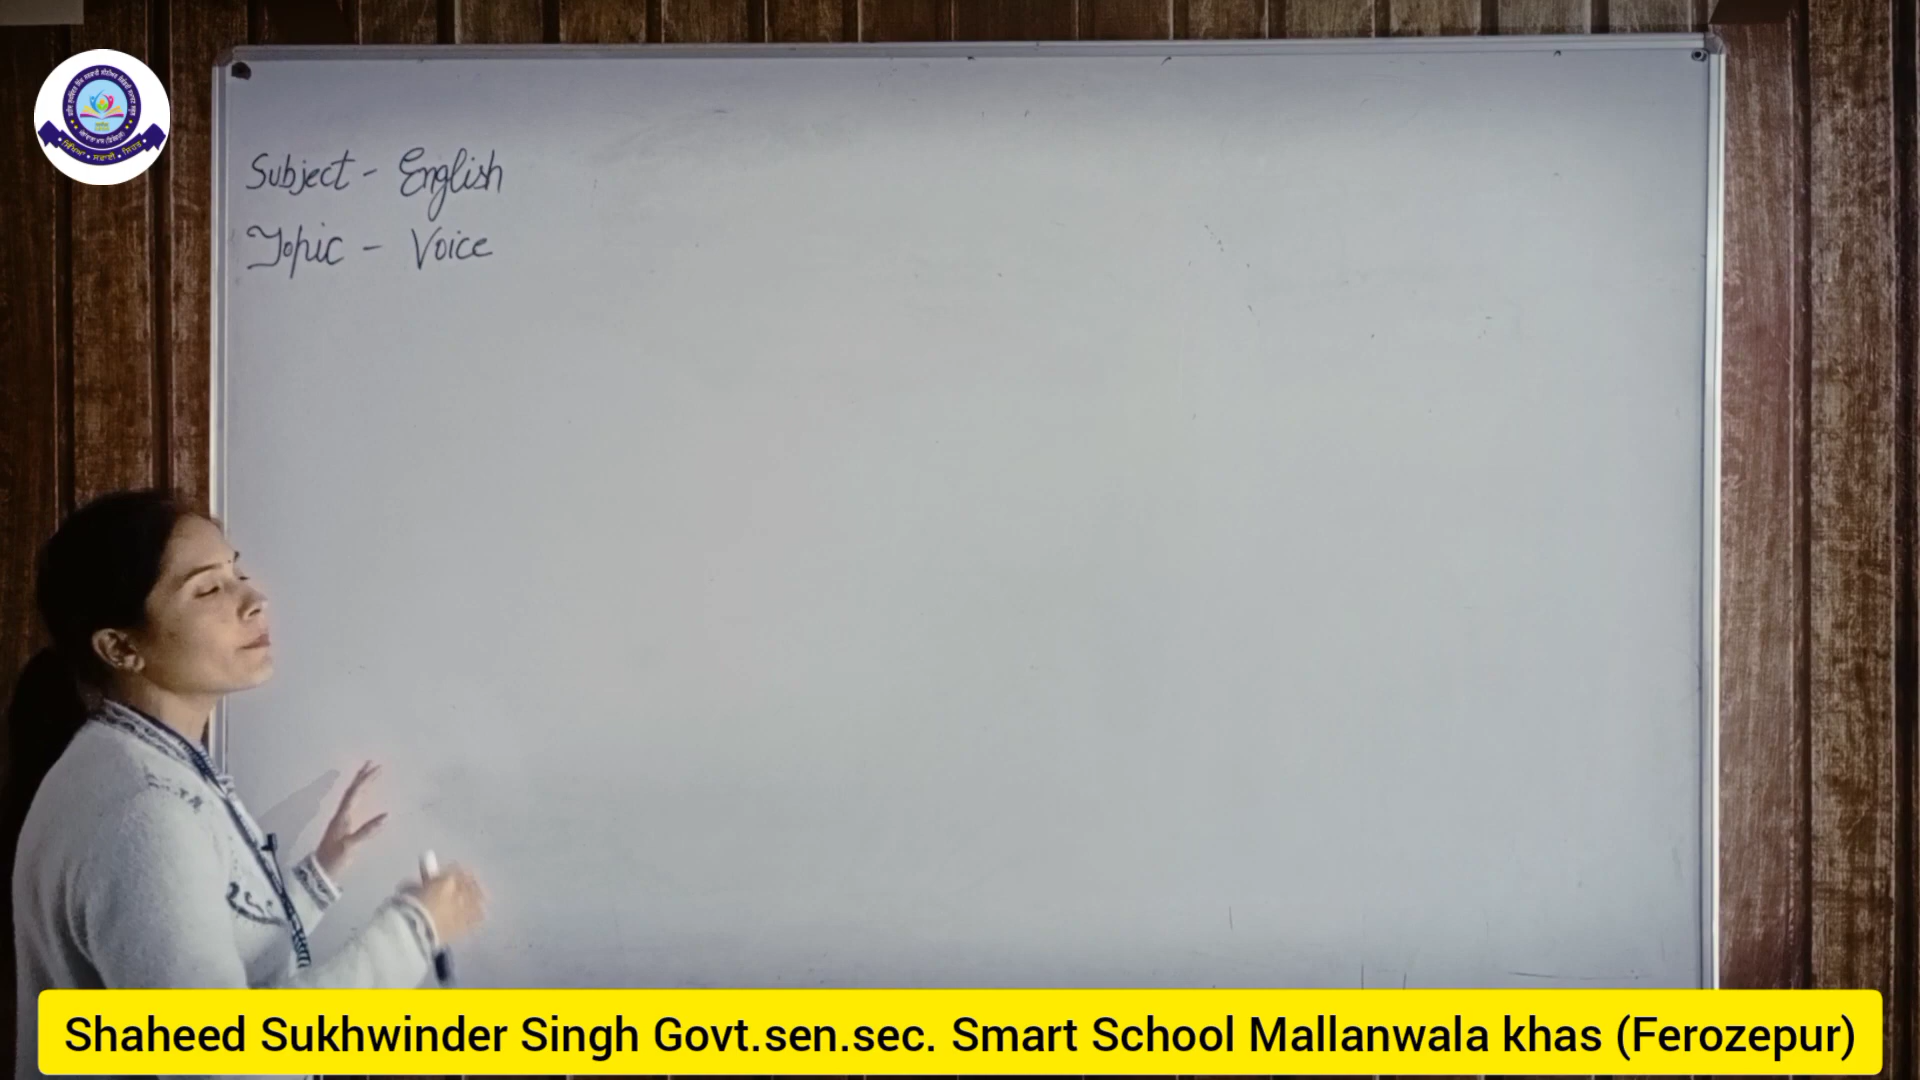 Subject - English
Topic - Voice
Shaheed Sukhwinder Singh Govt.sen.sec. Smart School Mallanwala khas (Ferozepur)